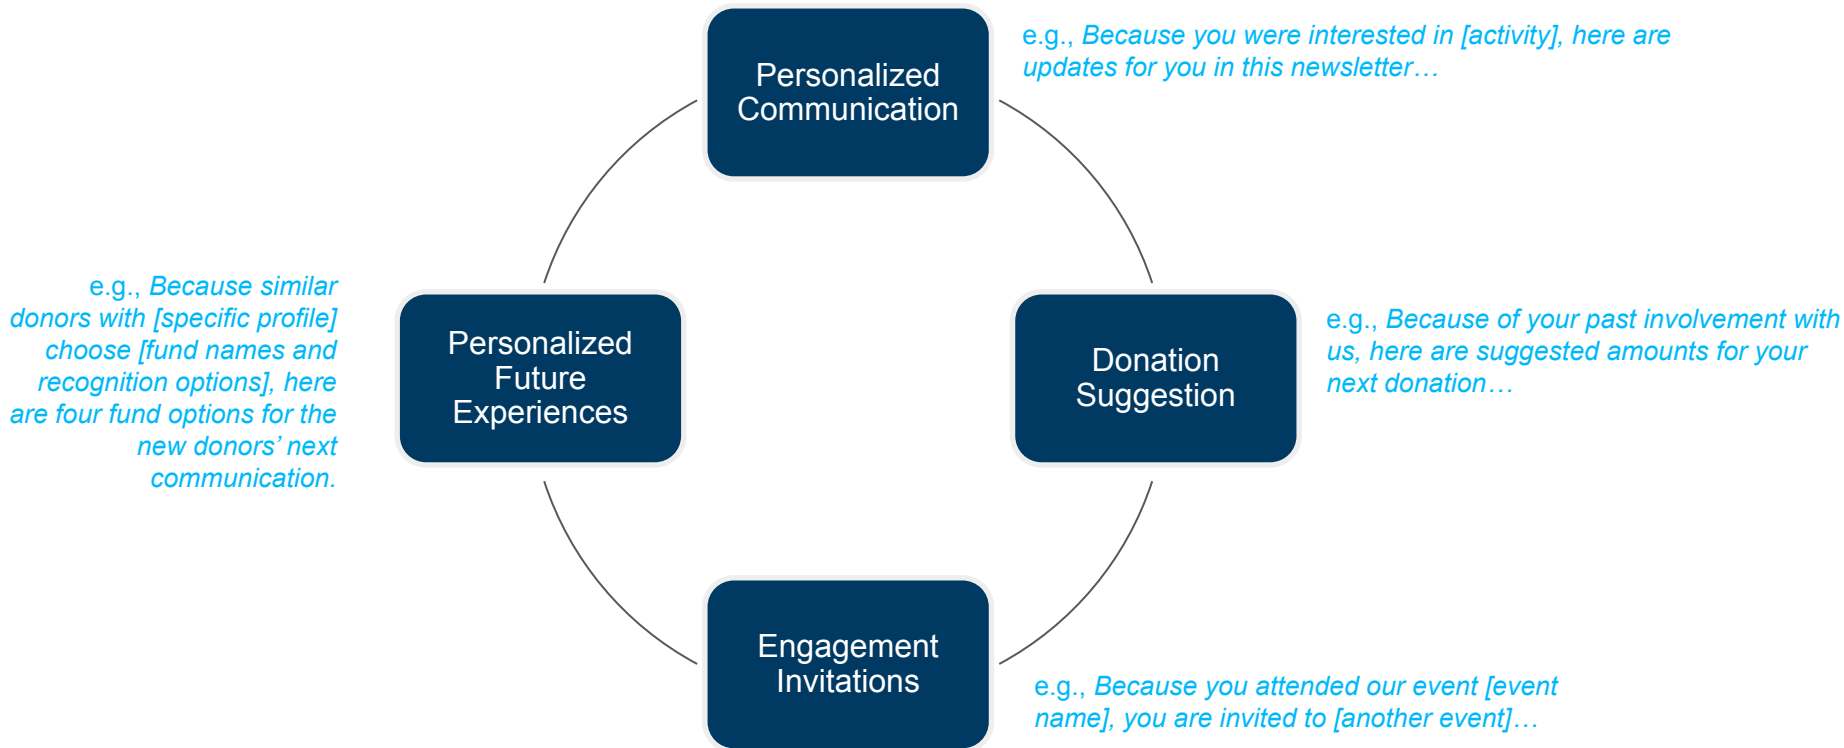 Personalized
Communication
e.g., Because you were interested in [activity], here are
updates for you in this newsletter…
Donation
Suggestion
e.g., Because of your past involvement with
us, here are suggested amounts for your
next donation…
Engagement
Invitations
e.g., Because you attended our event [event
name], you are invited to [another event]…
Personalized
Future
Experiences
e.g., Because similar
donors with [specific profile]
choose [fund names and
recognition options], here
are four fund options for the
new donors’ next
communication.